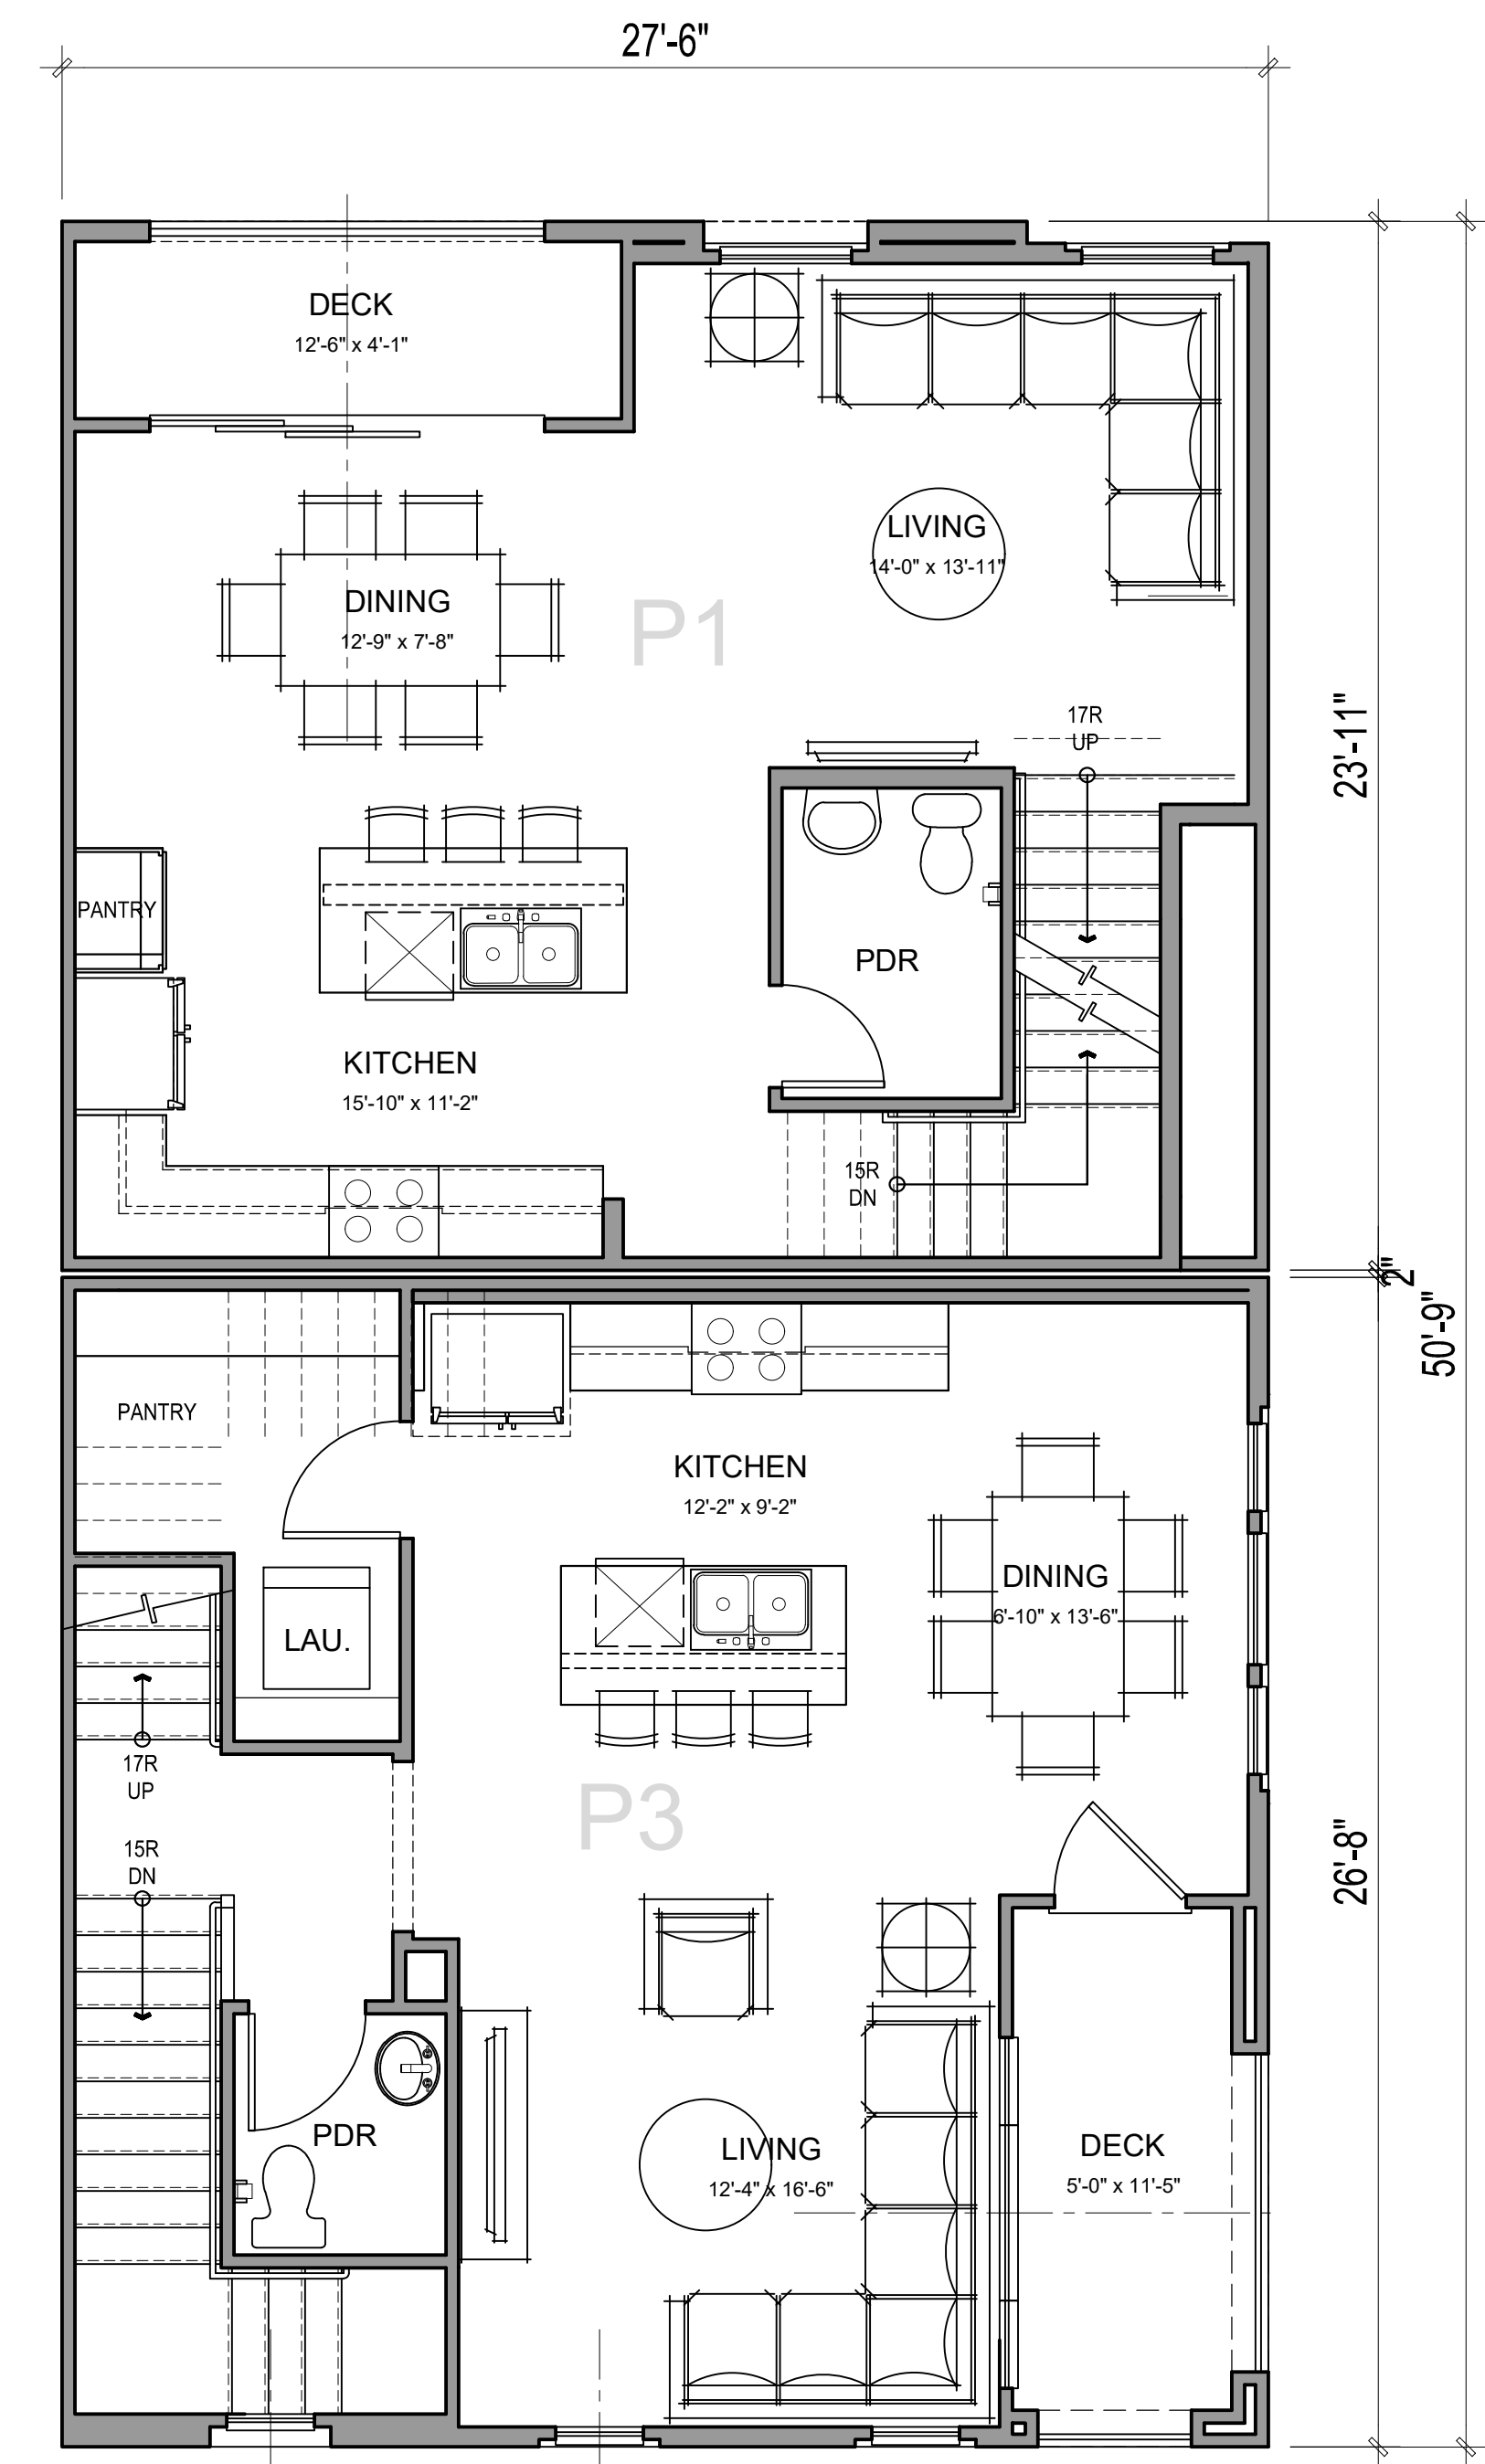 27'-6"
DECK
12'-6" x 4'-1"
LIVING
14'-0" x 13'-11"
DINING
12'-9" x 7'-8"
P1
17R
UP
23'-11"
PANTRY
PDR
KITCHEN
15'-10" x 11'-2"
15R
DN
2"
50'-9"
PANTRY
KITCHEN
12'-2" x 9'-2"
DINING
6'-10" x 13'-6"
LAU.
17R
UP
P3
15R
DN
26'-8"
PDR
LIVING
12'-4" x 16'-6"
DECK
5'-0" x 11'-5"